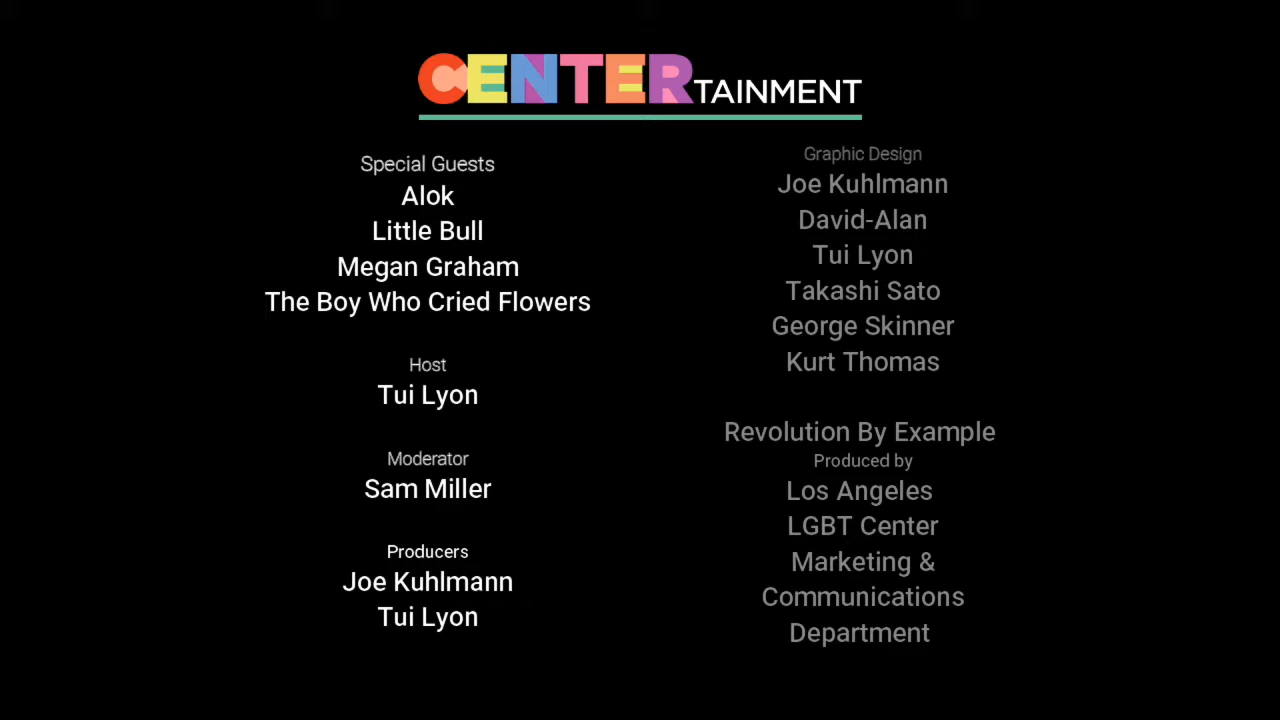 CENTERTAINMENT
Special Guests
Alok
Little Bull
Megan Graham
The Boy Who Cried Flowers
Host
Tui Lyon
Moderator
Sam Miller
Producers
Joe Kuhlmann
Tui Lyon
Graphic Design
Joe Kuhlmann
David-Alan
Tui Lyon
Takashi Sato
George Skinner
Kurt Thomas
Revolution By Example
Produced by
Los Angeles
LGBT Center
Marketing &
Communications
Department